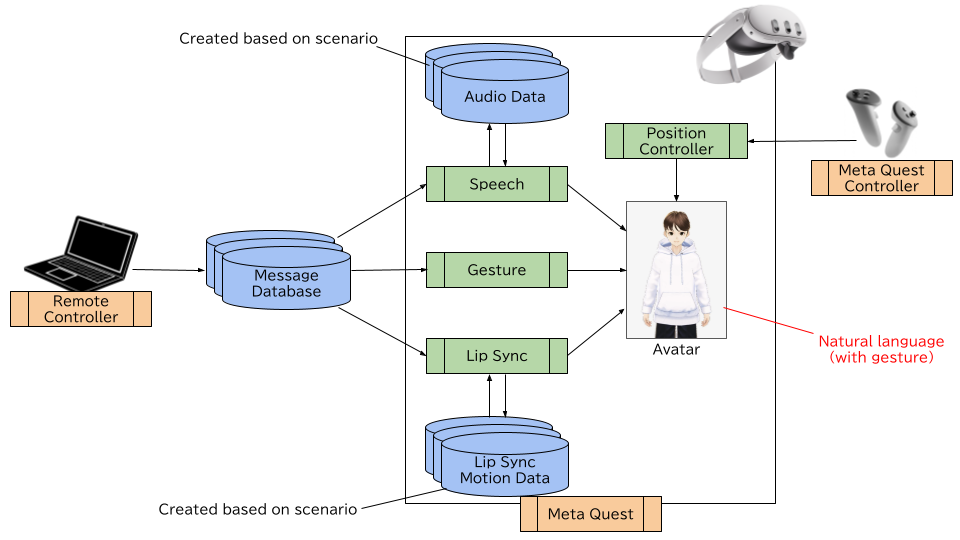 Created based on scenario
Audio Data
Position
Controller
Meta Quest
Controller
Speech
Message
Database
Gesture
Remote
Controller
Lip Sync
Avatar
Natural language
(with gesture)
Lip Sync
Motion Data
Created based on scenario
Meta Quest